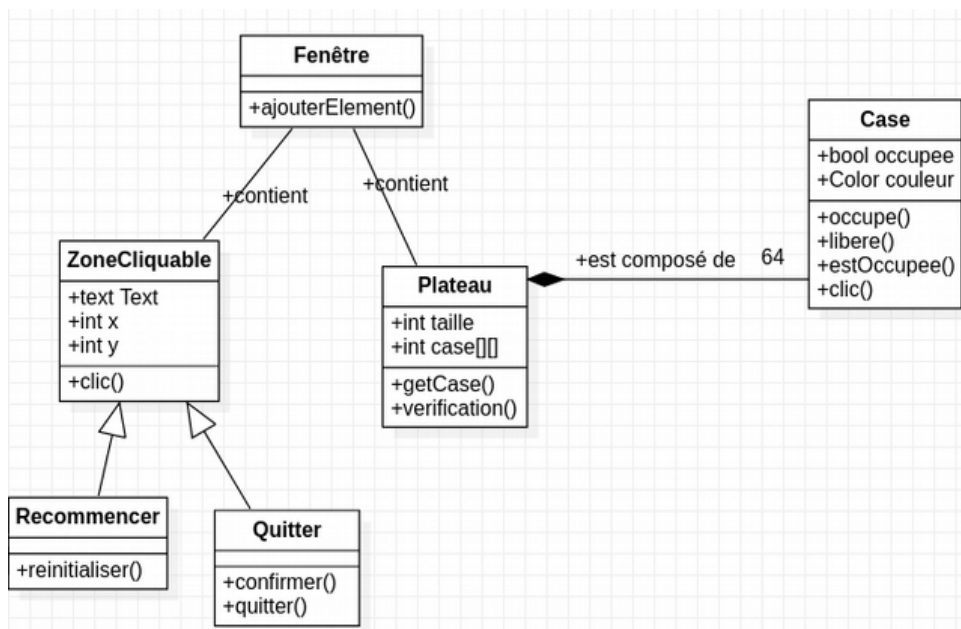 Fenêtre
+ajouterElement()
+contient
+contient
ZoneCliquable
+text Text
+int x
+int y
+clic()
Plateau
+int taille
+int case[][]
+getCase()
+verification()
+est composé de
64
Case
+bool occupee
+Color couleur
+occupe()
+libere()
+estOccupee()
+clic()
Recommencer
+reinitialiser()
Quitter
+confirmer()
+quitter()